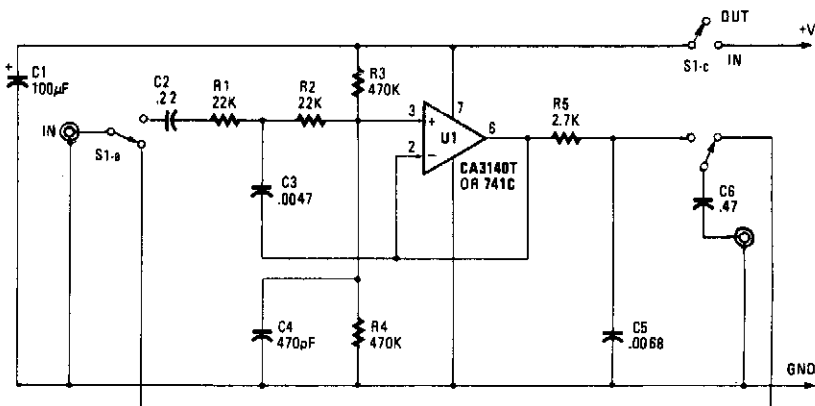 OUT
+V
S1-c
IN
+
C1
100µF
C2
.22
R1
22K
R2
22K
R3
470K
IN
S1-a
3
+
7
U1
2
−
6
CA3140T
OR 741C
R5
2.7K
C3
.0047
C6
.47
C4
470pF
R4
470K
C5
.0068
GND